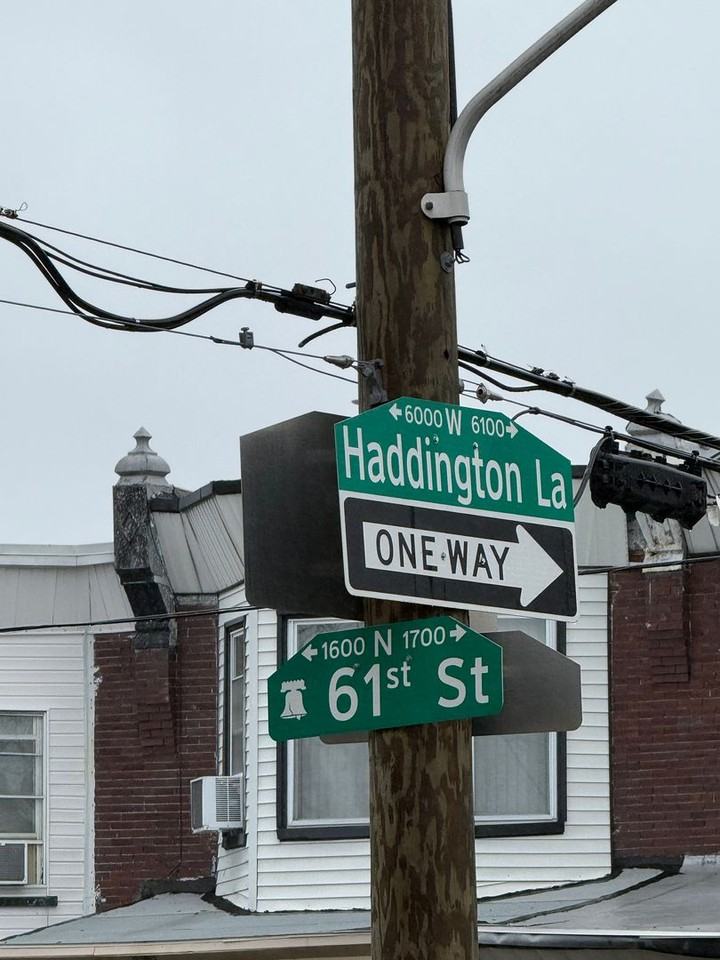 ← 6000 W 6100 →
Haddington La
ONE WAY
← 1600 N 1700 →
61st St